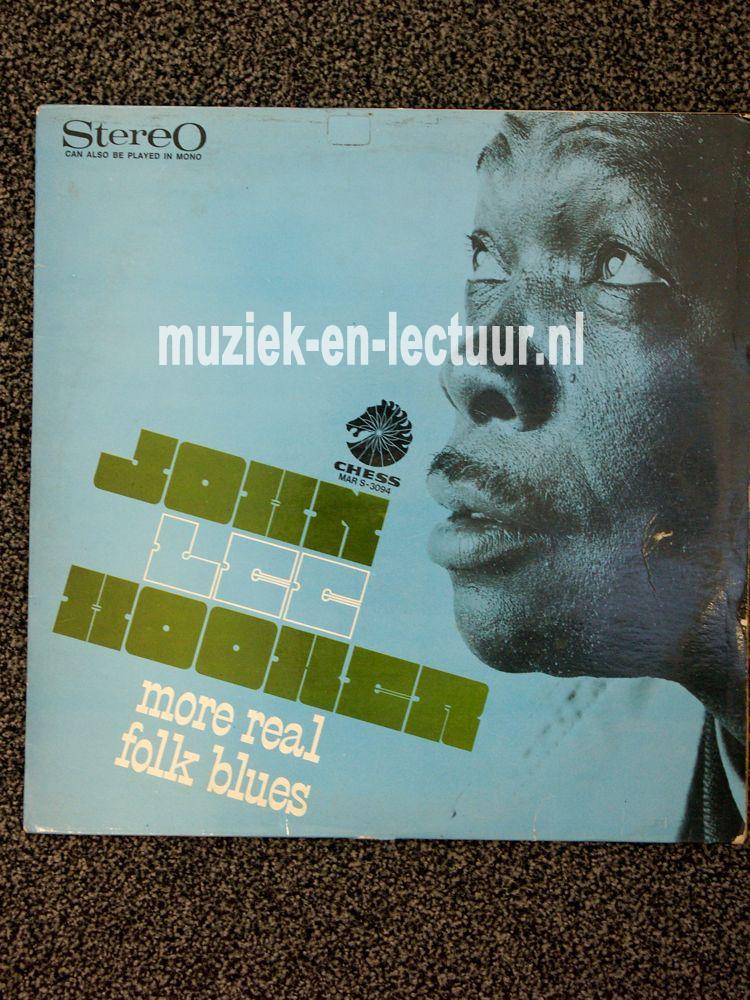 Stereo
CAN ALSO BE PLAYED IN MONO
muziek-en-lectuur.nl
CHESS
MAR S-3094
JOHN
LEE
HOOKER
more real
folk blues